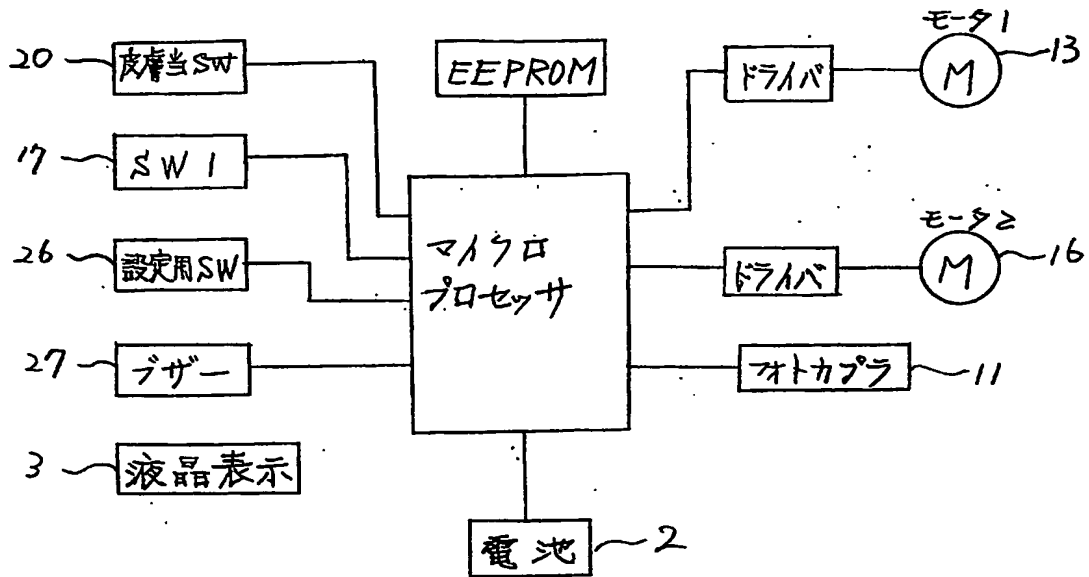 モータ1
20
皮膚当SW
EEPROM
ドライバ
M
13
17
SW1
モータ2
マイクロ
プロセッサ
26
設定用SW
ドライバ
M
16
27
ブザー
フォトカプラ
11
3
液晶表示
電池
2